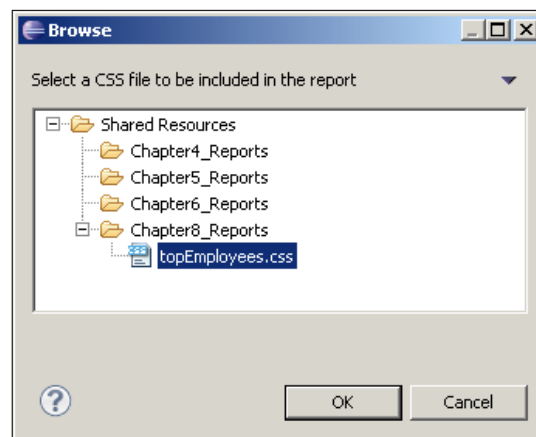 Browse
Select a CSS file to be included in the report
Shared Resources
Chapter4_Reports
Chapter5_Reports
Chapter6_Reports
Chapter8_Reports
topEmployees.css
?
OK
Cancel